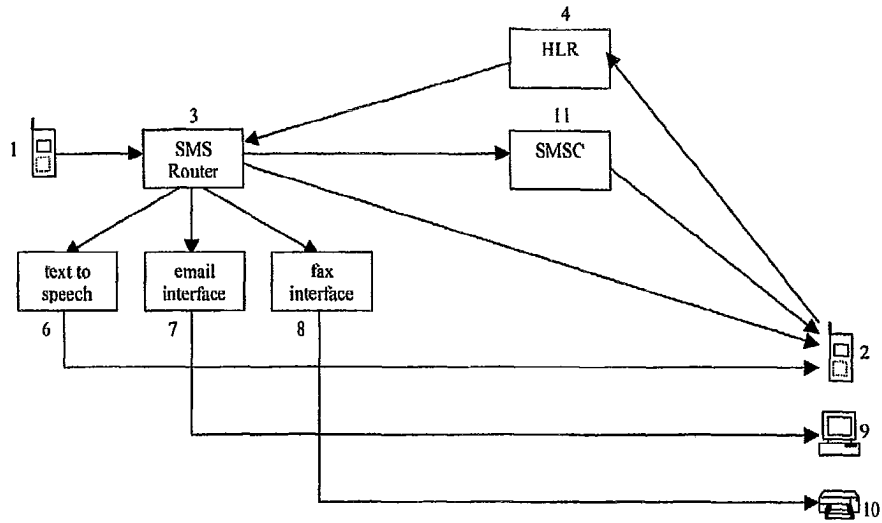 4
HLR
3
11
1
SMS
Router
SMSC
text to
speech
email
interface
fax
interface
6
7
8
2
9
10